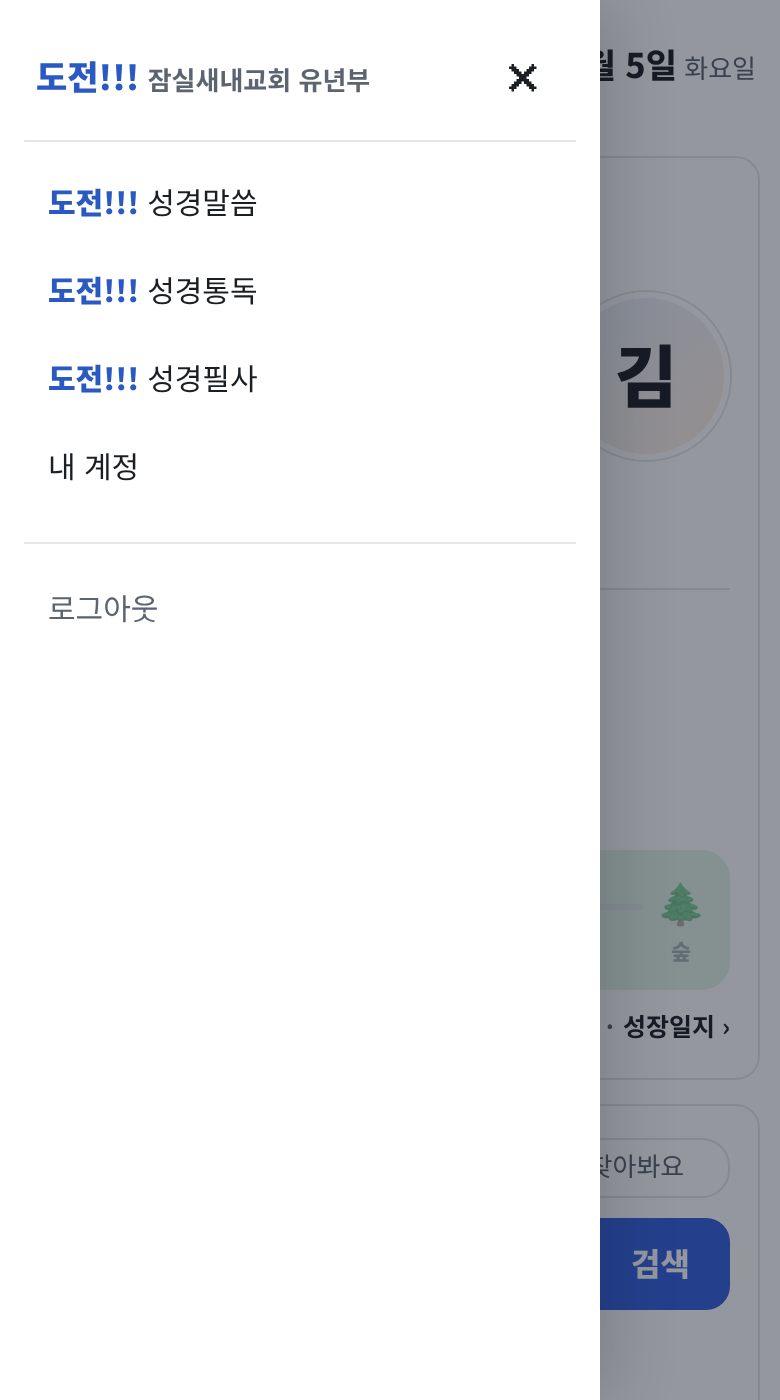 도전!!! 잠실새내교회 유년부
도전!!! 성경말씀
도전!!! 성경통독
도전!!! 성경필사
내 계정
로그아웃
5일 화요일
김
숲
· 성장일지 ›
찾아봐요
검색